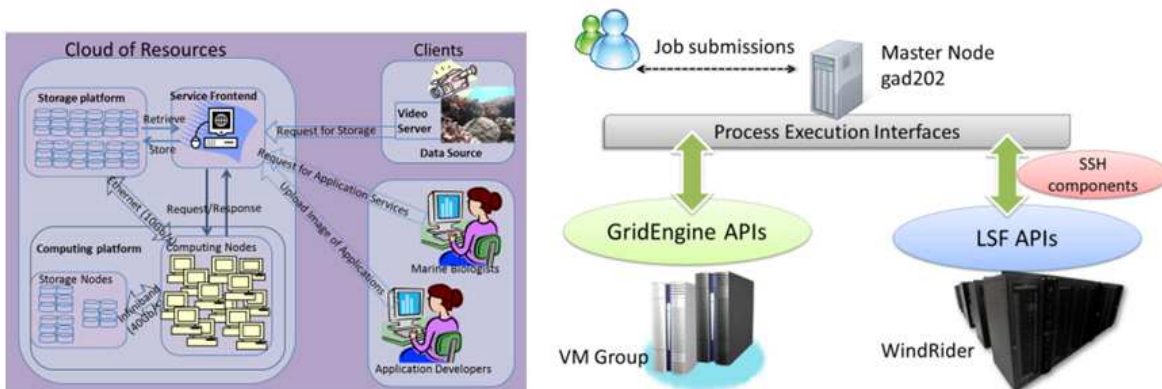 Cloud of Resources
Clients
Storage platform
Service Frontend
Retrieve
Store
Video
Server
Data Source
Request for Storage
Request for Application Services
Upload Image of Applications
Ethernet (10Gb/s)
Request/Response
Computing platform
Computing Nodes
Storage Nodes
Infiniband
(40Gb/s)
Marine Biologists
Application Developers
Job submissions
Master Node
gad202
Process Execution Interfaces
SSH
components
GridEngine APIs
LSF APIs
VM Group
WindRider